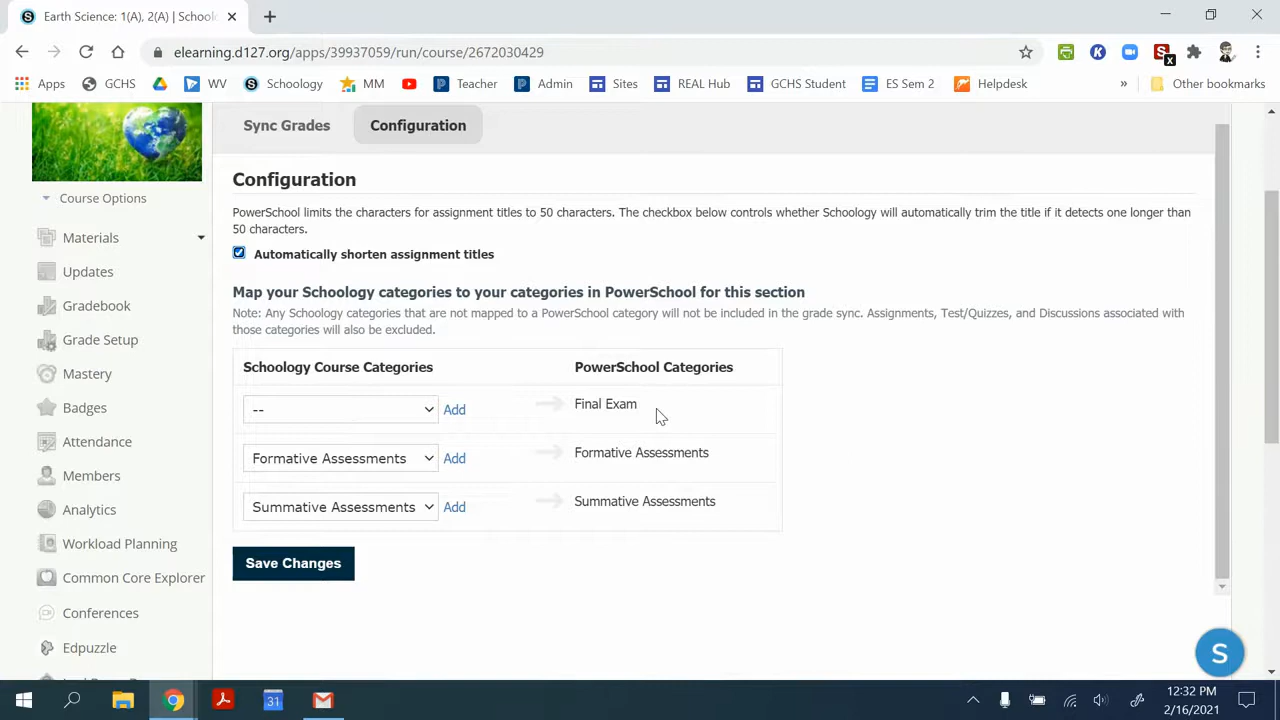 Earth Science: 1(A), 2(A) | Schoolo
elearning.d127.org/apps/39937059/run/course/2672030429
Apps GCHS WV Schoology MM Teacher Admin Sites REAL Hub GCHS Student ES Sem 2 Helpdesk » Other bookmarks
Sync Grades Configuration
Course Options
Materials
Updates
Gradebook
Grade Setup
Mastery
Badges
Attendance
Members
Analytics
Workload Planning
Common Core Explorer
Conferences
Edpuzzle
Configuration
PowerSchool limits the characters for assignment titles to 50 characters. The checkbox below controls whether Schoology will automatically trim the title if it detects one longer than
50 characters.
Automatically shorten assignment titles
Map your Schoology categories to your categories in PowerSchool for this section
Note: Any Schoology categories that are not mapped to a PowerSchool category will not be included in the grade sync. Assignments, Test/Quizzes, and Discussions associated with
those categories will also be excluded.
Schoology Course Categories PowerSchool Categories
-- Add Final Exam
Formative Assessments Add Formative Assessments
Summative Assessments Add Summative Assessments
Save Changes
S
31
12:32 PM
2/16/2021